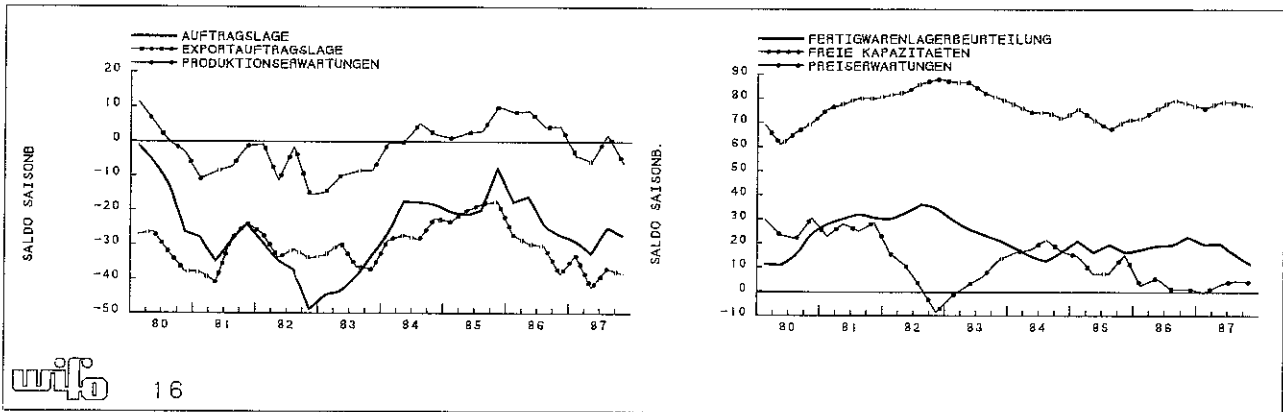 AUFTRAGSLAGE
EXPORTAUFTRAGSLAGE
PRODUKTIONSERWARTUNGEN
SALDO SAISONB
20
10
0
-10
-20
-30
-40
-50
80 81 82 83 84 85 86 87
FERTIGWARENLAGERBEURTEILUNG
FREIE KAPAZITAETEN
PREISERWARTUNGEN
SALDO SAISONB.
90
80
70
60
50
40
30
20
10
0
-10
80 81 82 83 84 85 86 87
wifo 16